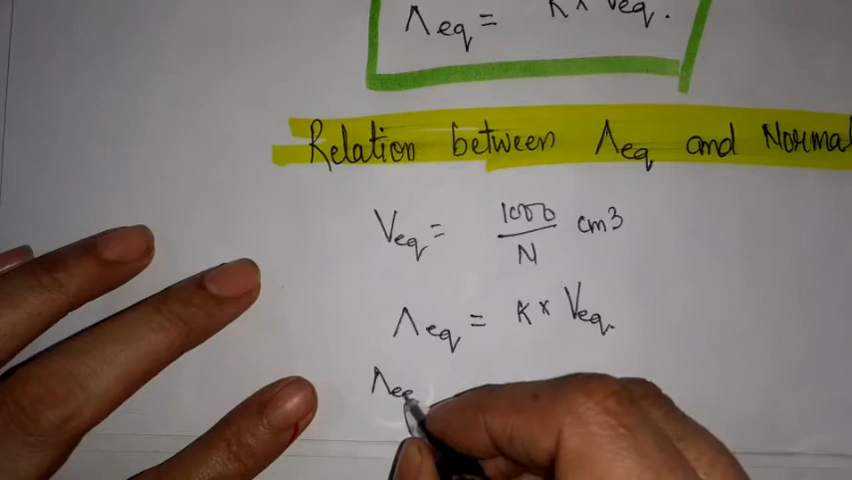 Λeq = K × Veq.
Relation between Λeq and Normal
Veq = 1000/N cm3
Λeq = K × Veq.
Λeq